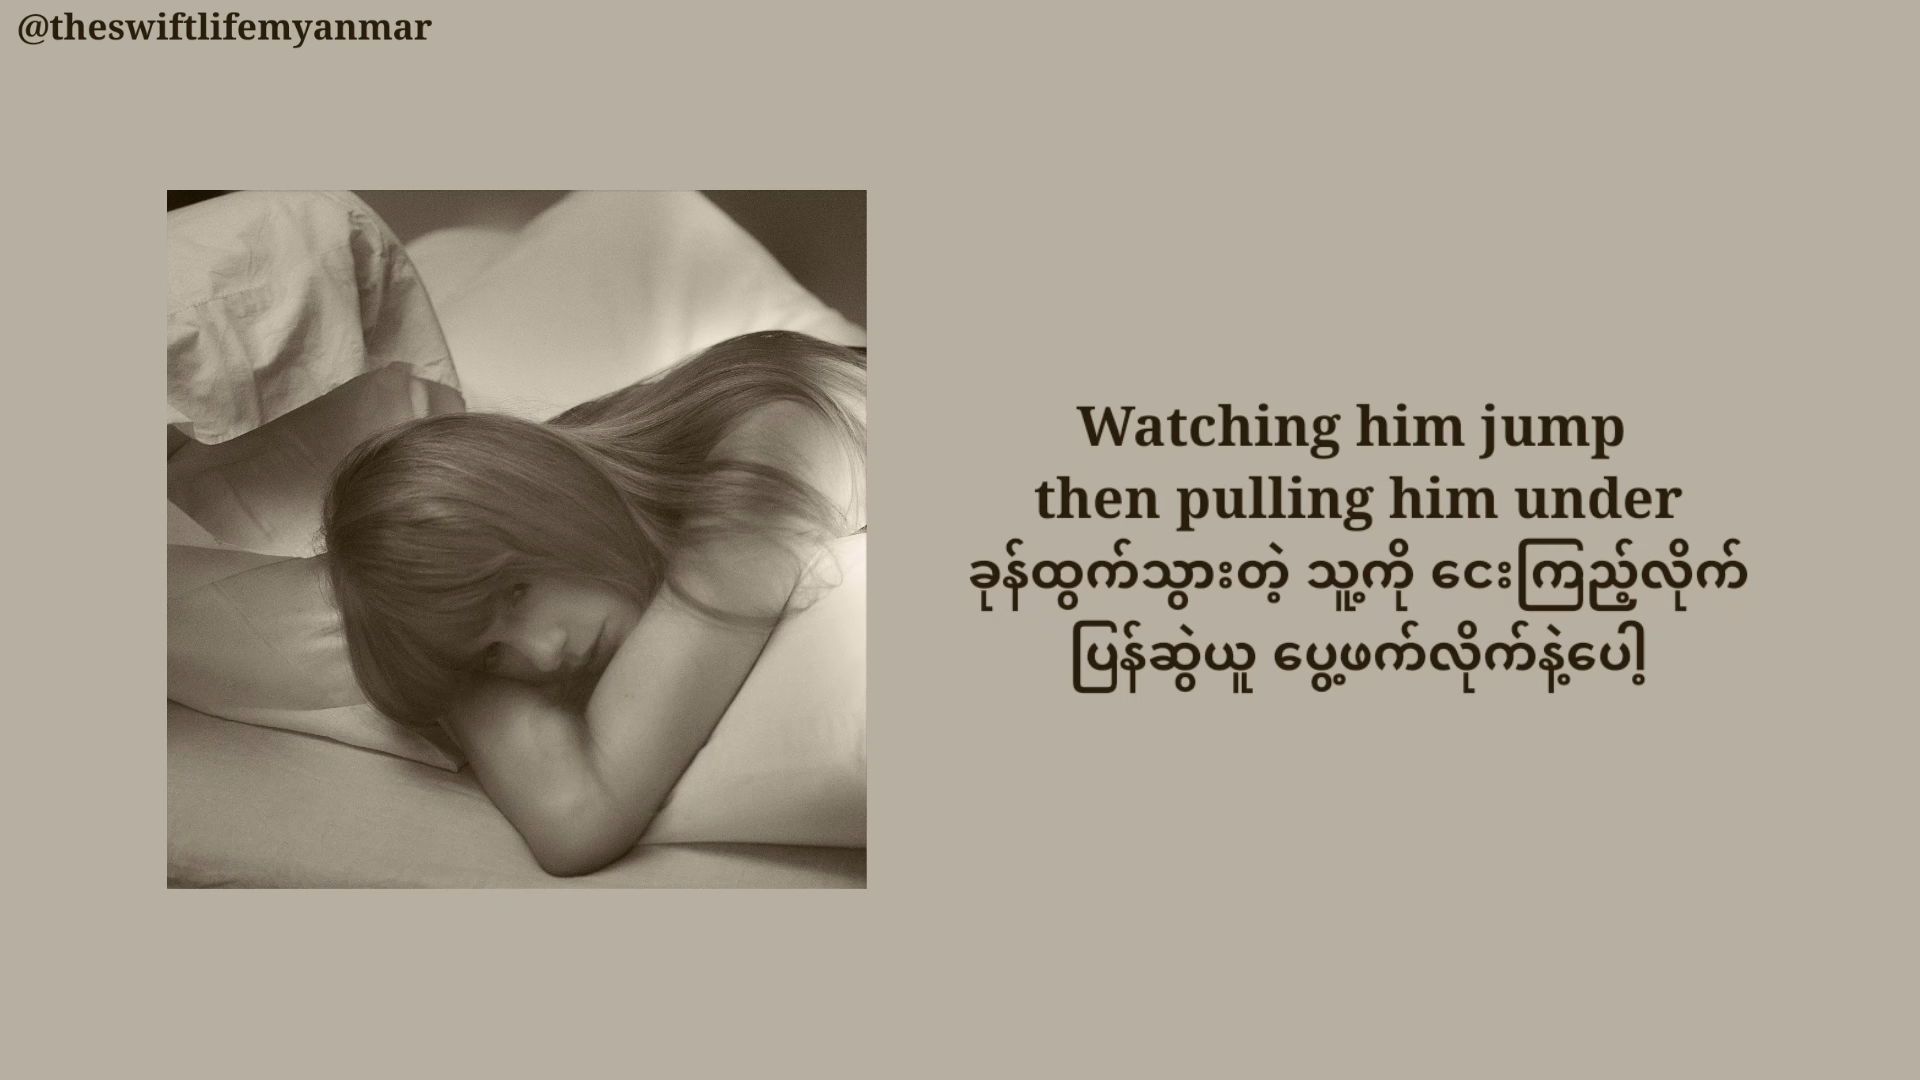 @theswiftlifemyanmar
Watching him jump
then pulling him under
ခုန်ထွက်သွားတဲ့ သူ့ကို ငေးကြည့်လိုက်
ပြန်ဆွဲယူ ပွေ့ဖက်လိုက်နဲ့ပေါ့